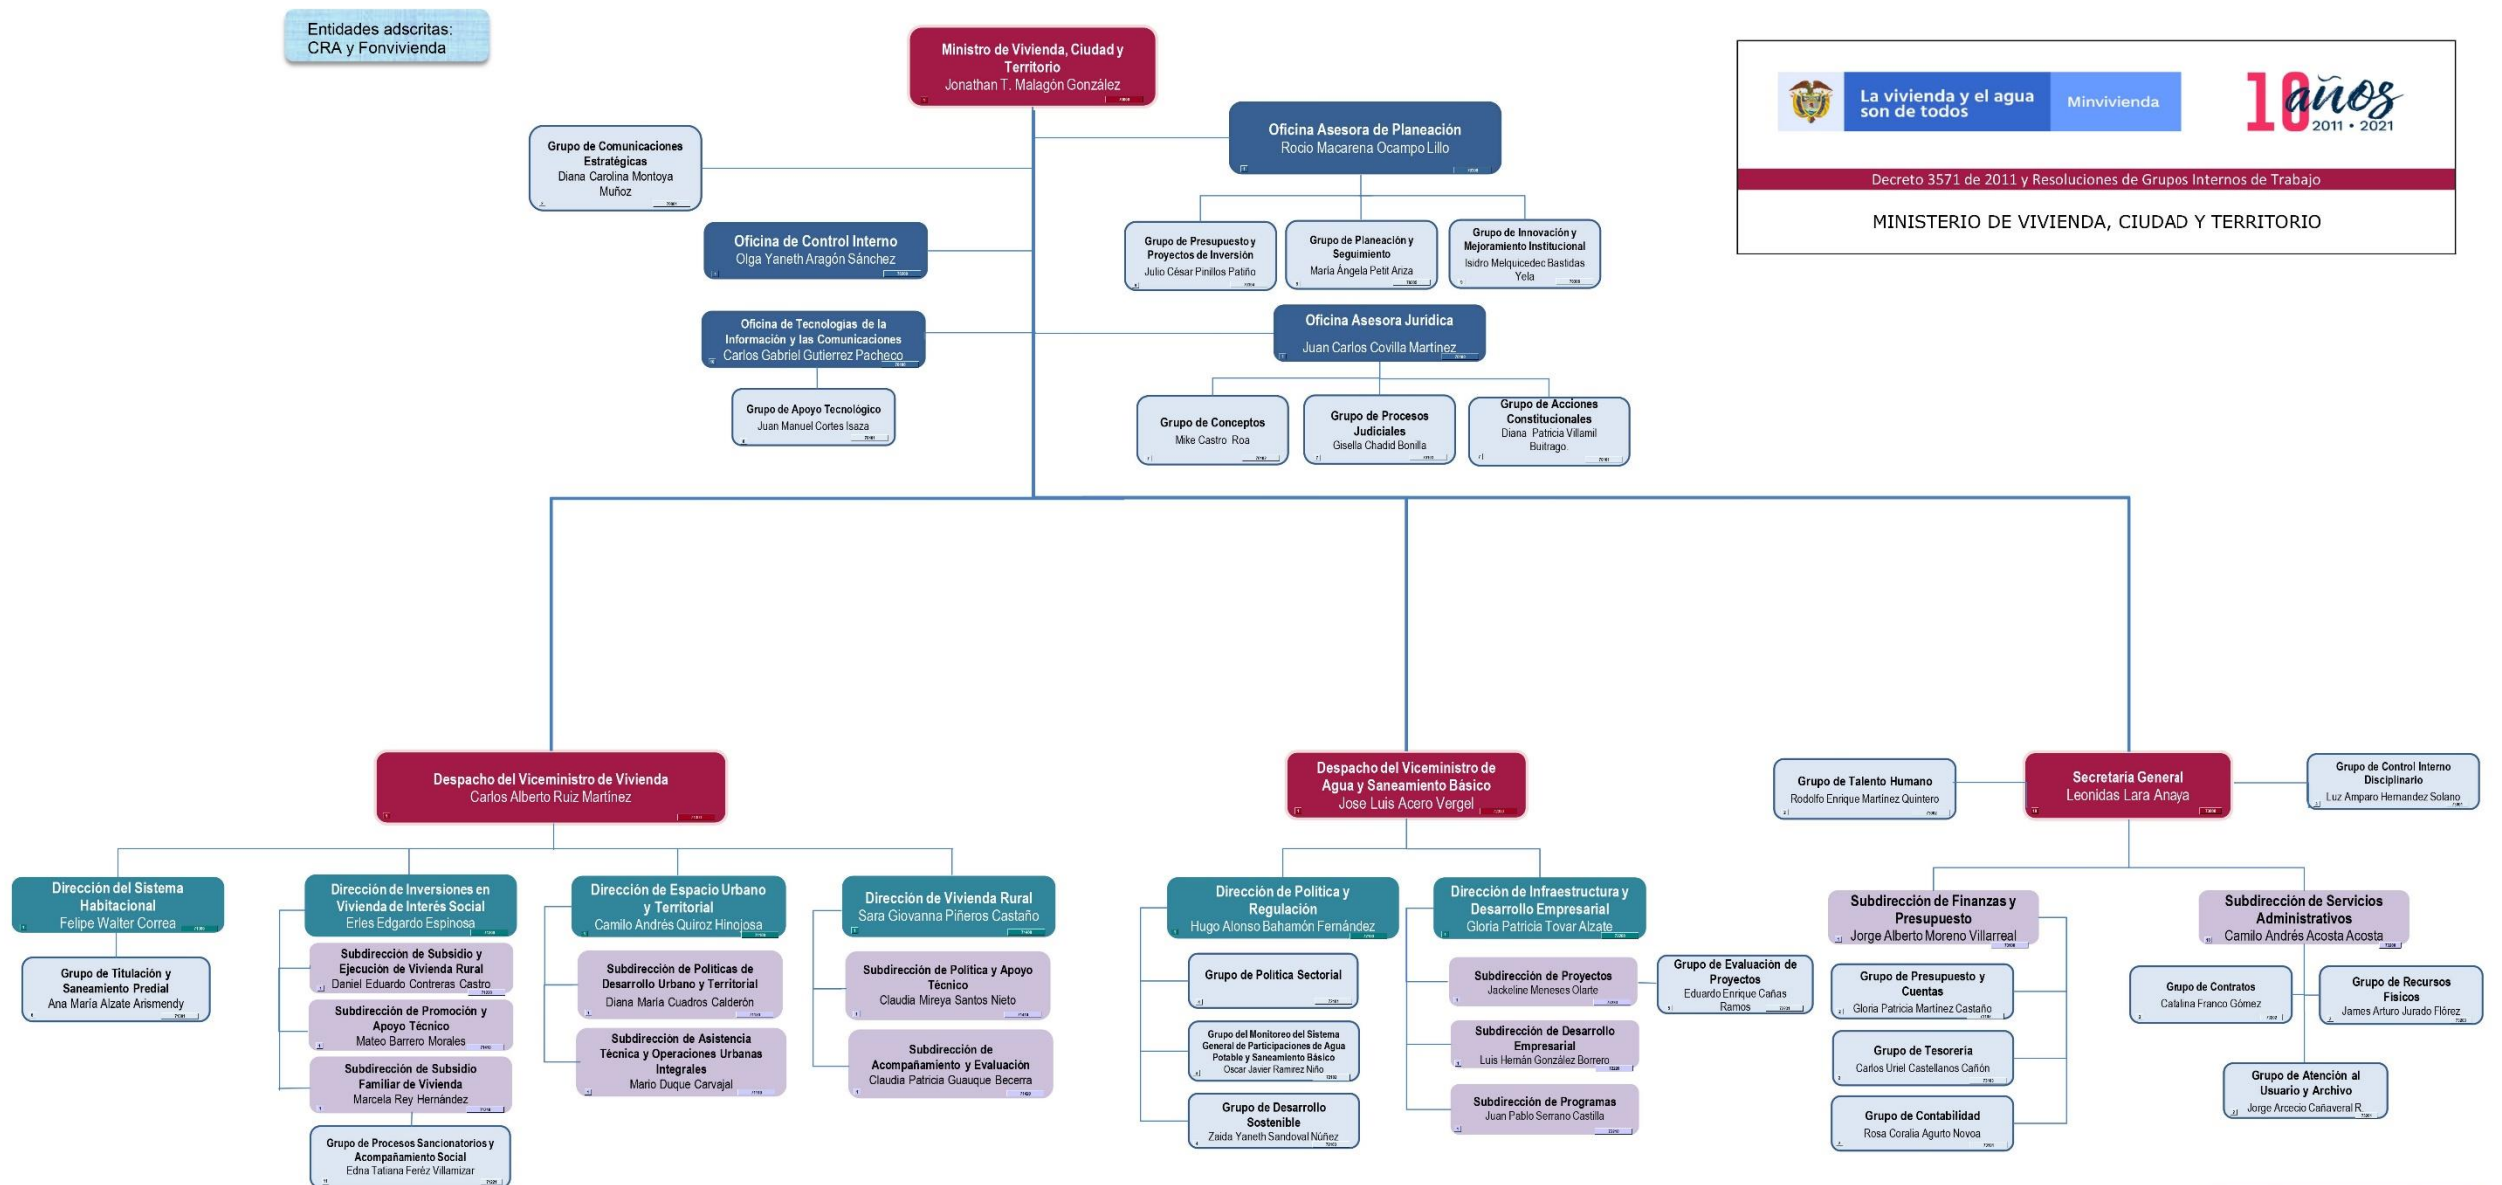 Entidades adscritas:
CRA y Fonvivienda
Ministro de Vivienda, Ciudad y
Territorio
Jonathan T. Malagón González
La vivienda y el agua
son de todos
Minvivienda
10 años
2011 • 2021
Decreto 3571 de 2011 y Resoluciones de Grupos Internos de Trabajo
MINISTERIO DE VIVIENDA, CIUDAD Y TERRITORIO
Grupo de Comunicaciones
Estratégicas
Diana Carolina Montoya
Muñoz
Oficina Asesora de Planeación
Rocio Macarena Ocampo Lillo
Oficina de Control Interno
Olga Yaneth Aragón Sánchez
Grupo de Presupuesto y
Proyectos de Inversión
Julio César Pinillos Patiño
Grupo de Planeación y
Seguimiento
María Ángela Petit Ariza
Grupo de Innovación y
Mejoramiento Institucional
Isidro Melquicedec Bastidas
Yela
Oficina de Tecnologías de la
Información y las Comunicaciones
Carlos Gabriel Gutierrez Pacheco
Oficina Asesora Jurídica
Juan Carlos Covilla Martínez
Grupo de Apoyo Tecnológico
Juan Manuel Cortes Isaza
Grupo de Conceptos
Mike Castro Roa
Grupo de Procesos
Judiciales
Gisella Chadid Bonilla
Grupo de Acciones
Constitucionales
Diana Patricia Villamil
Buitrago.
Despacho del Viceministro de Vivienda
Carlos Alberto Ruiz Martínez
Despacho del Viceministro de
Agua y Saneamiento Básico
Jose Luis Acero Vergel
Grupo de Talento Humano
Rodolfo Enrique Martínez Quintero
Secretaría General
Leonidas Lara Anaya
Grupo de Control Interno
Disciplinario
Luz Amparo Hernandez Solano
Dirección del Sistema
Habitacional
Felipe Walter Correa
Grupo de Titulación y
Saneamiento Predial
Ana María Alzate Arismendy
Dirección de Inversiones en
Vivienda de Interés Social
Erles Edgardo Espinosa
Subdirección de Subsidio y
Ejecución de Vivienda Rural
Daniel Eduardo Contreras Castro
Subdirección de Promoción y
Apoyo Técnico
Mateo Barrero Morales
Subdirección de Subsidio
Familiar de Vivienda
Marcela Rey Hernández
Grupo de Procesos Sancionatorios y
Acompañamiento Social
Edna Tatiana Feréz Villamizar
Dirección de Espacio Urbano
y Territorial
Camilo Andrés Quiroz Hinojosa
Subdirección de Políticas de
Desarrollo Urbano y Territorial
Diana María Cuadros Calderón
Subdirección de Asistencia
Técnica y Operaciones Urbanas
Integrales
Mario Duque Carvajal
Dirección de Vivienda Rural
Sara Giovanna Piñeros Castaño
Subdirección de Política y Apoyo
Técnico
Claudia Mireya Santos Nieto
Subdirección de
Acompañamiento y Evaluación
Claudia Patricia Guauque Becerra
Dirección de Política y
Regulación
Hugo Alonso Bahamón Fernández
Grupo de Política Sectorial
Grupo del Monitoreo del Sistema
General de Participaciones de Agua
Potable y Saneamiento Básico
Oscar Javier Ramirez Niño
Grupo de Desarrollo
Sostenible
Zaida Yaneth Sandoval Núñez
Dirección de Infraestructura y
Desarrollo Empresarial
Gloria Patricia Tovar Alzate
Subdirección de Proyectos
Jackeline Meneses Olarte
Grupo de Evaluación de
Proyectos
Eduardo Enrique Cañas
Ramos
Subdirección de Desarrollo
Empresarial
Luis Hernán González Borrero
Subdirección de Programas
Juan Pablo Serrano Castilla
Subdirección de Finanzas y
Presupuesto
Jorge Alberto Moreno Villarreal
Grupo de Presupuesto y
Cuentas
Gloria Patricia Martínez Castaño
Grupo de Tesorería
Carlos Uriel Castellanos Cañón
Grupo de Contabilidad
Rosa Coralia Agurto Novoa
Subdirección de Servicios
Administrativos
Camilo Andrés Acosta Acosta
Grupo de Contratos
Catalina Franco Gómez
Grupo de Recursos
Físicos
James Arturo Jurado Flórez
Grupo de Atención al
Usuario y Archivo
Jorge Arcecio Cañaveral R.